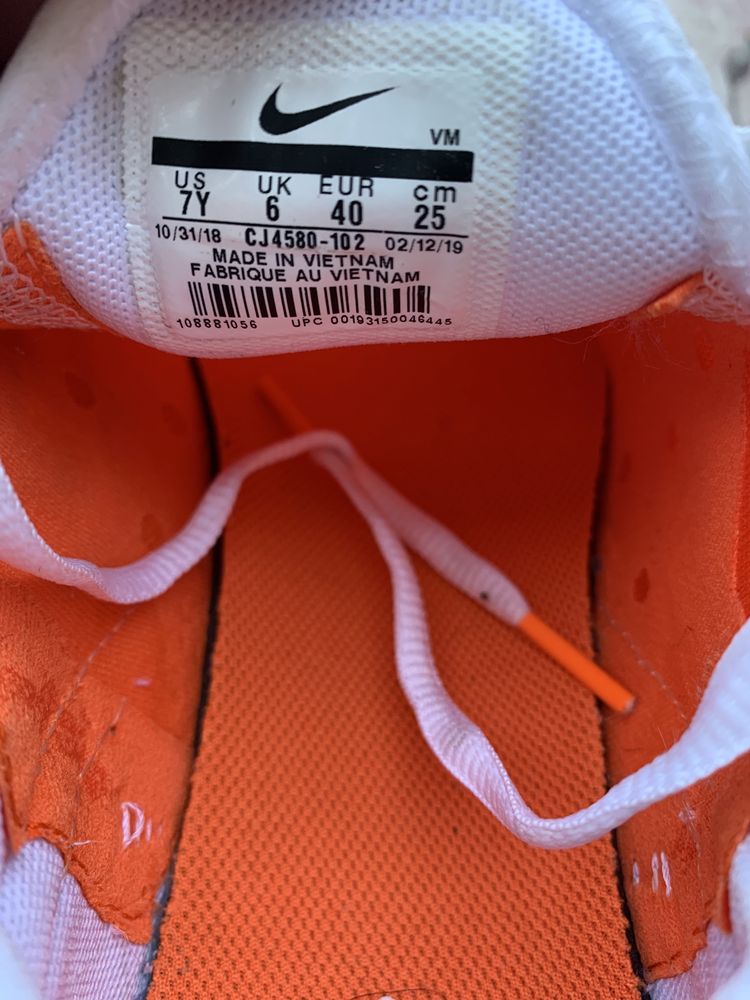 VM
US UK EUR cm
7Y 6 40 25
10/31/18 CJ4580-102 02/12/19
MADE IN VIETNAM
FABRIQUE AU VIETNAM
108881056 UPC 00193150046445